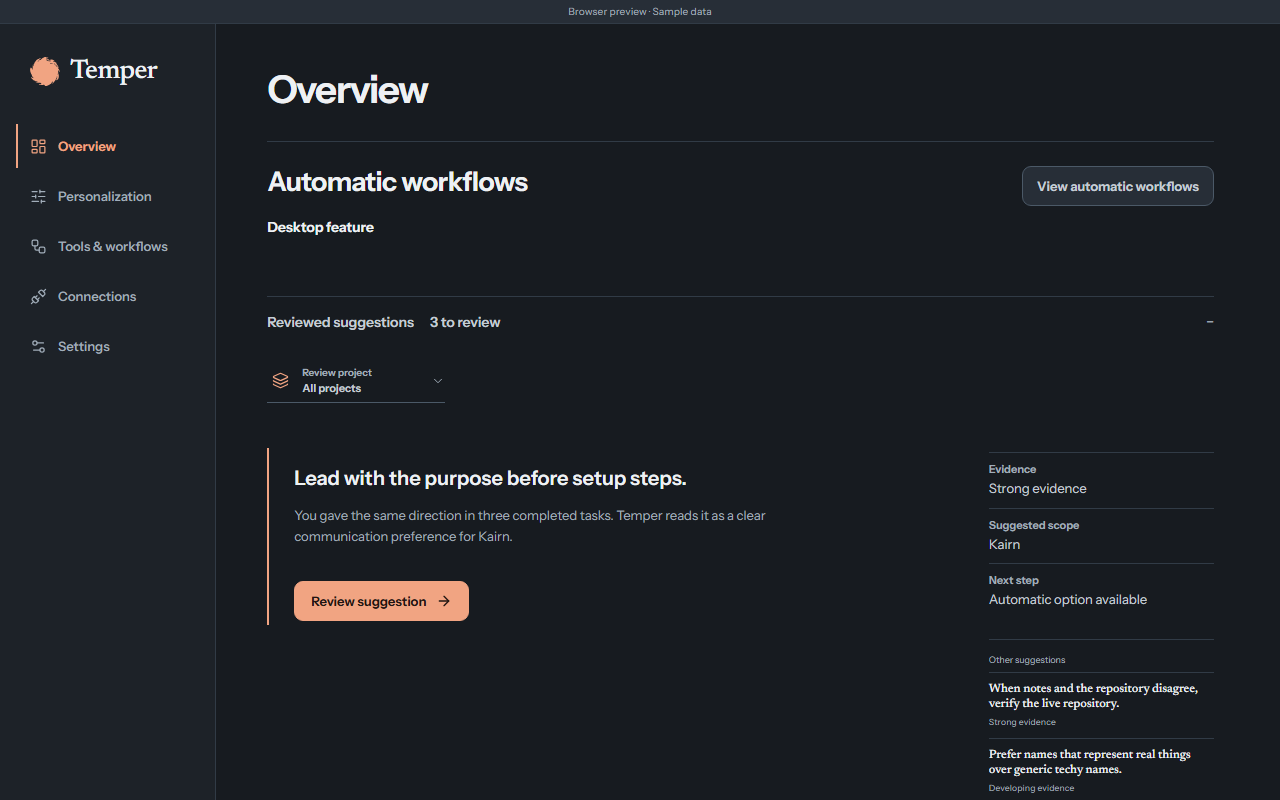 Browser preview · Sample data
Temper
Overview
Personalization
Tools & workflows
Connections
Settings
Overview
Automatic workflows
View automatic workflows
Desktop feature
Reviewed suggestions 3 to review
Review project
All projects
Lead with the purpose before setup steps.
You gave the same direction in three completed tasks. Temper reads it as a clear
communication preference for Kairn.
Review suggestion
Evidence
Strong evidence
Suggested scope
Kairn
Next step
Automatic option available
Other suggestions
When notes and the repository disagree,
verify the live repository.
Strong evidence
Prefer names that represent real things
over generic techy names.
Developing evidence